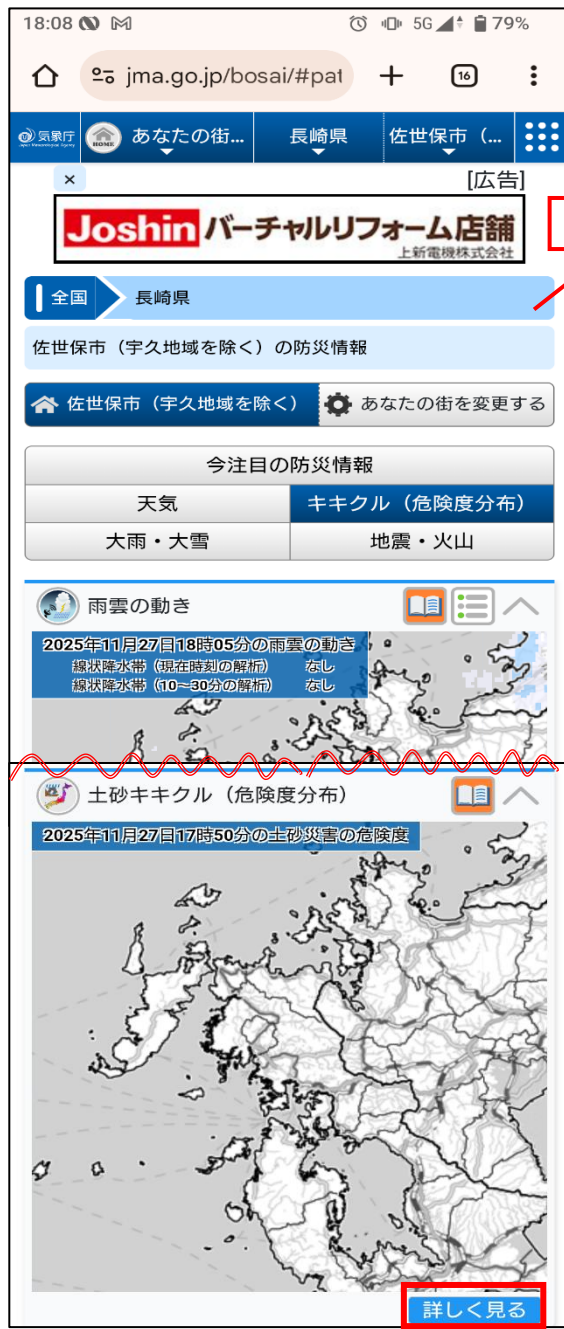 18:08 5G 79%
jma.go.jp/bosai/#pat 16
気象庁 HOME あなたの街... 長崎県 佐世保市（...
× [広告]
Joshin バーチャルリフォーム店舗
上新電機株式会社
全国 長崎県
佐世保市（宇久地域を除く）の防災情報
佐世保市（宇久地域を除く） あなたの街を変更する
今注目の防災情報
天気 キキクル（危険度分布）
大雨・大雪 地震・火山
雨雲の動き
2025年11月27日18時05分の雨雲の動き
線状降水帯（現在時刻の解析） なし
線状降水帯（10～30分の解析） なし
土砂キキクル（危険度分布）
2025年11月27日17時50分の土砂災害の危険度
詳しく見る